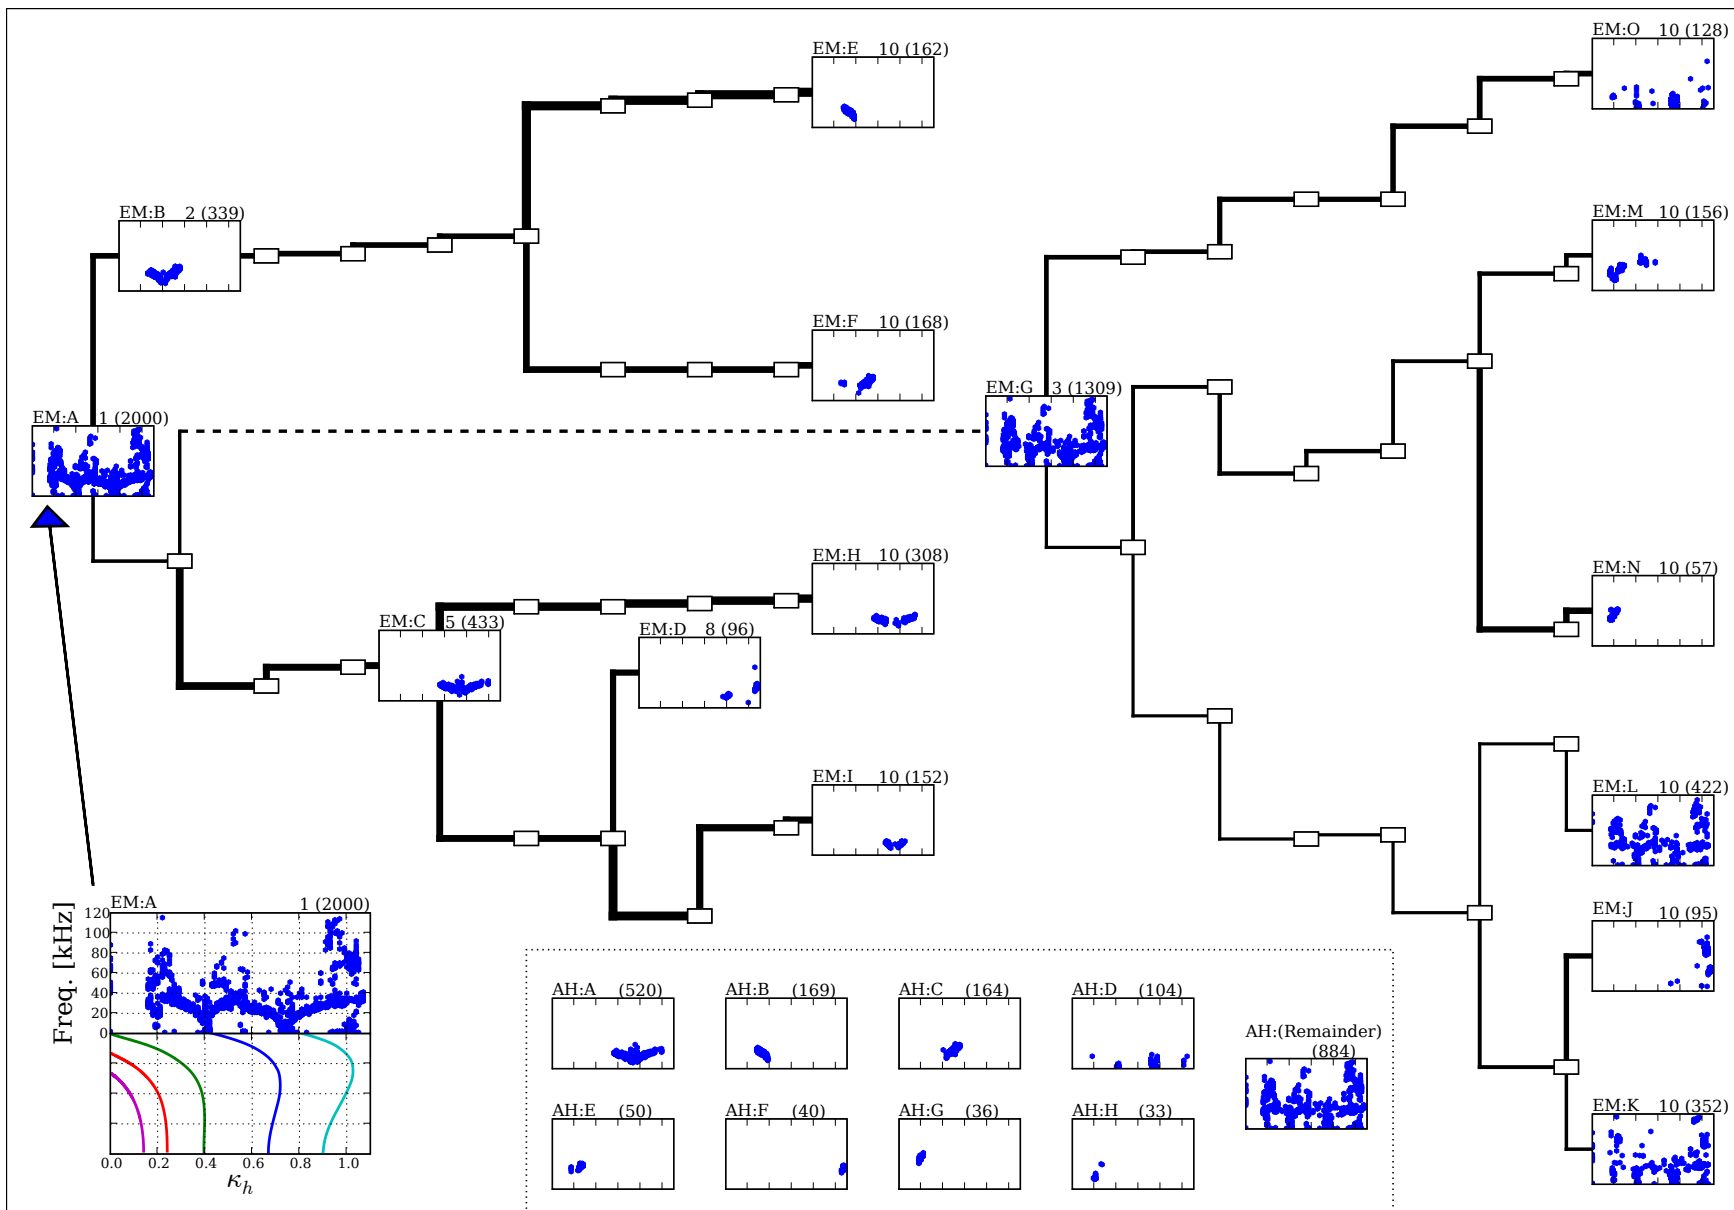 EM:E 10 (162)
EM:O 10 (128)
EM:B 2 (339)
EM:M 10 (156)
EM:F 10 (168)
EM:A 1 (2000)
EM:G 3 (1309)
EM:H 10 (308)
EM:N 10 (57)
EM:C 5 (433)
EM:D 8 (96)
EM:I 10 (152)
EM:L 10 (422)
EM:J 10 (95)
EM:K 10 (352)
EM:A 1 (2000)
Freq. [kHz]
120
100
80
60
40
20
0
0.0 0.2 0.4 0.6 0.8 1.0
κh
AH:A (520)
AH:B (169)
AH:C (164)
AH:D (104)
AH:(Remainder)
(884)
AH:E (50)
AH:F (40)
AH:G (36)
AH:H (33)